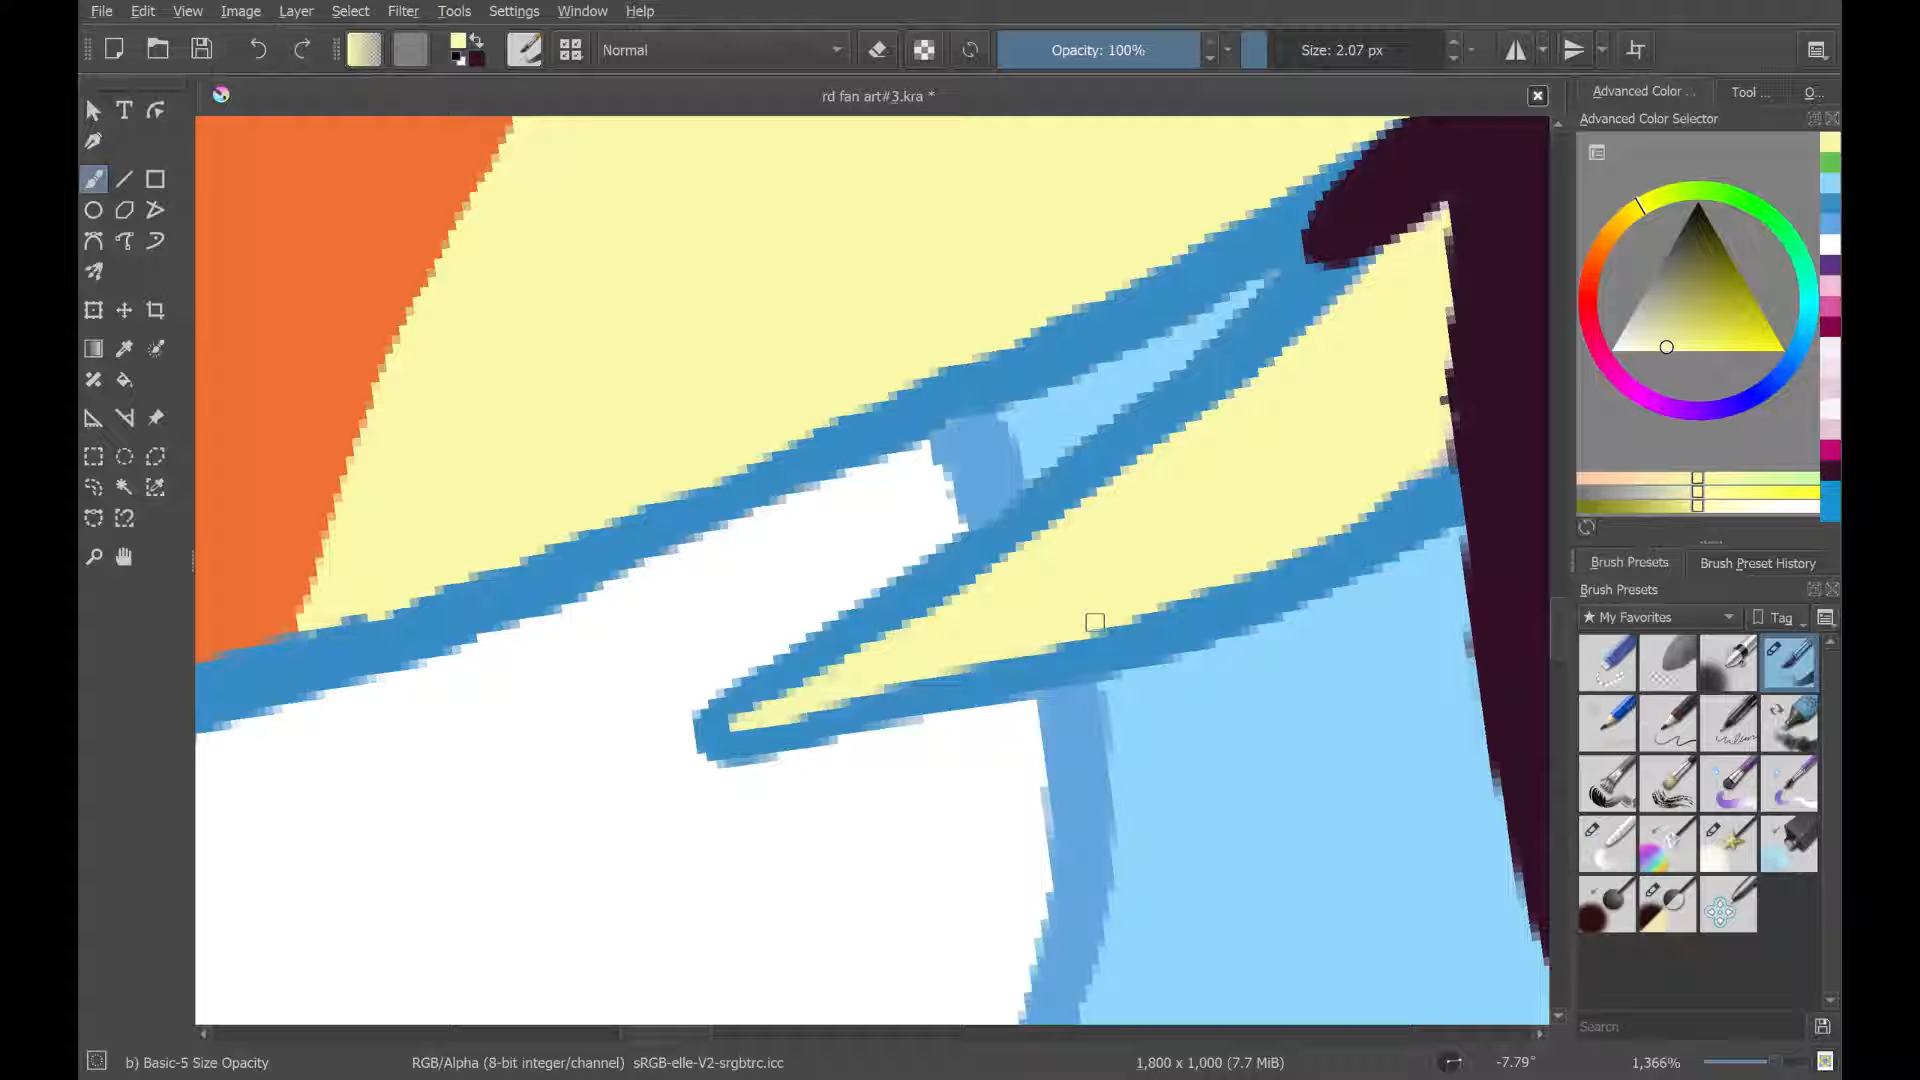 File Edit View Image Layer Select Filter Tools Settings Window Help
Normal Opacity: 100% Size: 2.07 px
rd fan art#3.kra *
Advanced Color ... Tool ... O...
Advanced Color Selector
Brush Presets Brush Preset History
Brush Presets
★ My Favorites Tag
Search
b) Basic-5 Size Opacity RGB/Alpha (8-bit integer/channel) sRGB-elle-V2-srgbtrc.icc 1,800 x 1,000 (7.7 MiB) -7.79° 1,366%